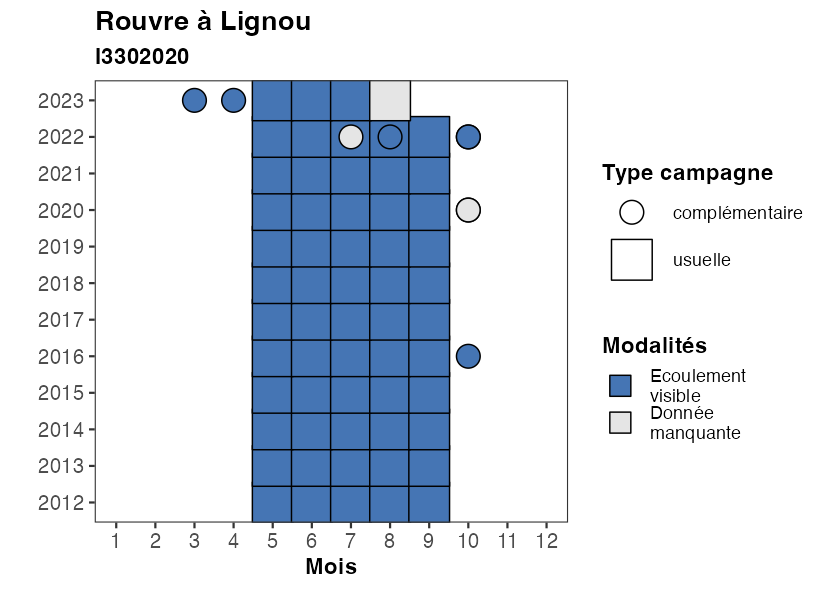 Rouvre à Lignou
I3302020
2023
2022
2021
2020
2019
2018
2017
2016
2015
2014
2013
2012
1 2 3 4 5 6 7 8 9 10 11 12
Mois
Type campagne
complémentaire
usuelle
Modalités
Ecoulement
visible
Donnée
manquante